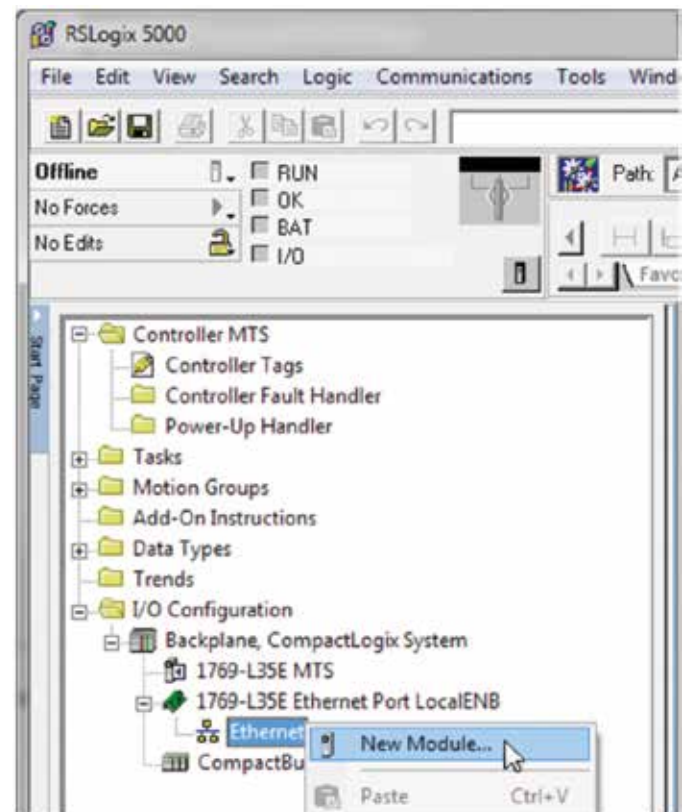 RSLogix 5000
File Edit View Search Logic Communications Tools Wind
Offline RUN Path:
No Forces OK
No Edits BAT
I/O
Favo
Start Page
Controller MTS
Controller Tags
Controller Fault Handler
Power-Up Handler
Tasks
Motion Groups
Add-On Instructions
Data Types
Trends
I/O Configuration
Backplane, CompactLogix System
1769-L35E MTS
1769-L35E Ethernet Port LocalENB
Ethernet New Module...
CompactBu
Paste Ctrl+V